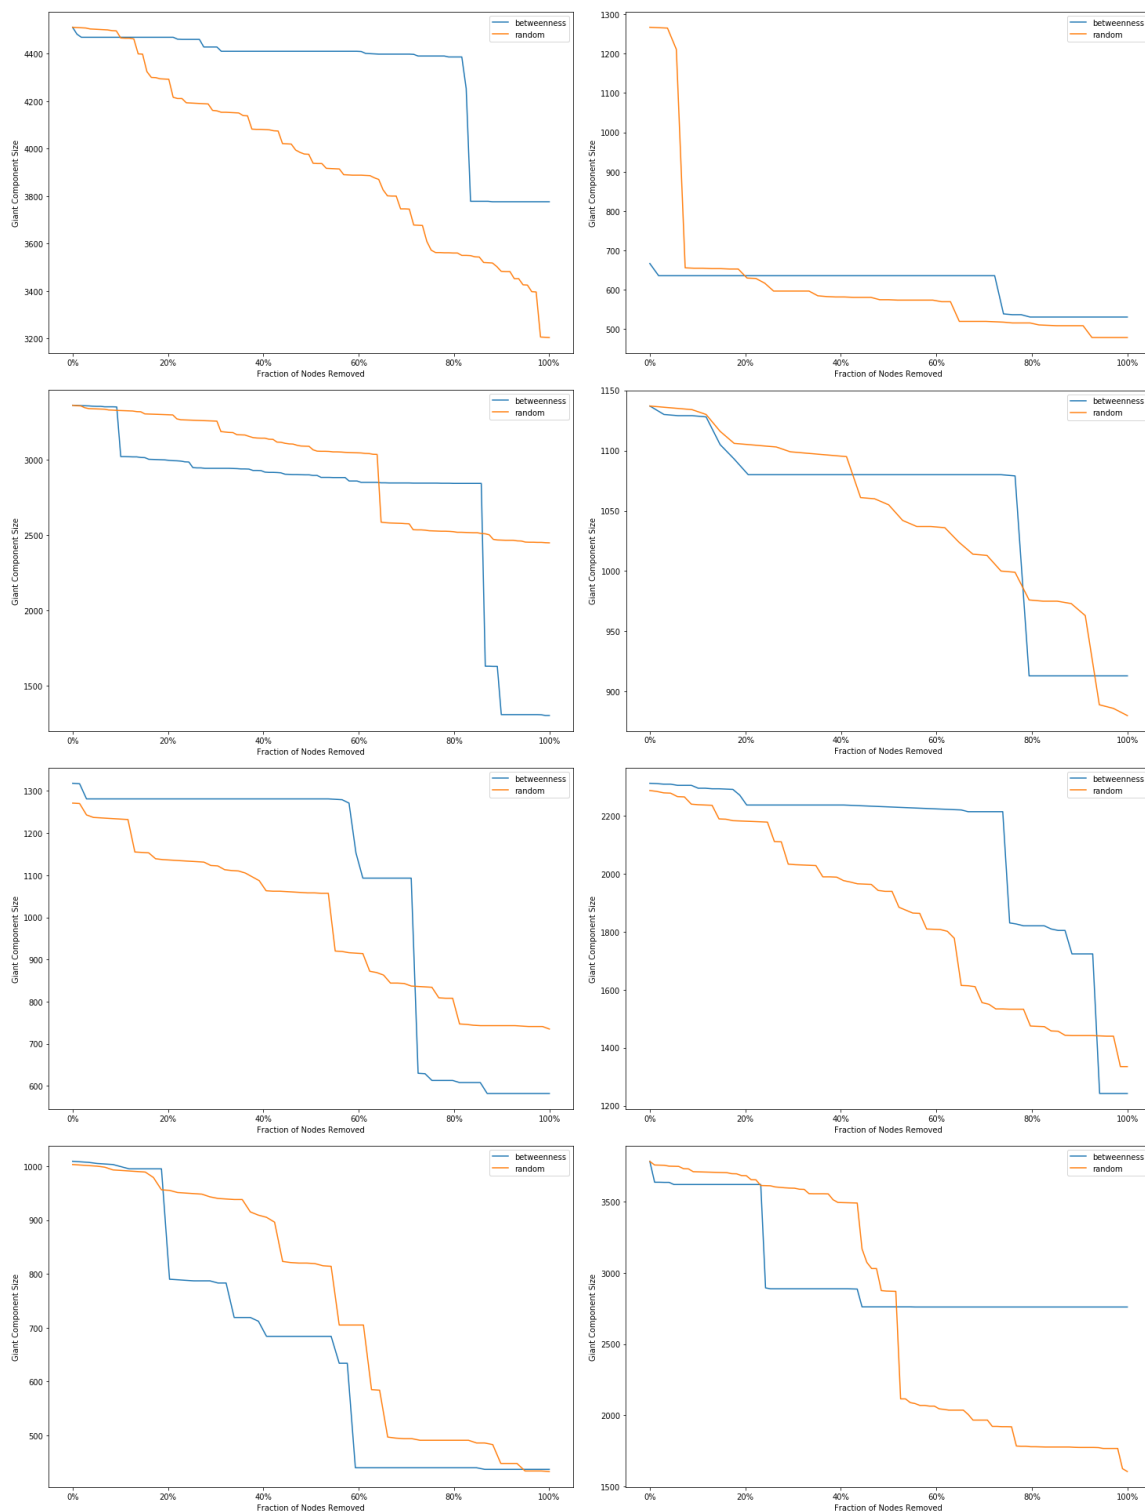 betweenness
random
4400
4200
4000
3800
3600
3400
3200
Giant Component Size
0% 20% 40% 60% 80% 100%
Fraction of Nodes Removed
betweenness
random
1300
1200
1100
1000
900
800
700
600
500
Giant Component Size
0% 20% 40% 60% 80% 100%
Fraction of Nodes Removed
betweenness
random
3000
2500
2000
1500
Giant Component Size
0% 20% 40% 60% 80% 100%
Fraction of Nodes Removed
betweenness
random
1150
1100
1050
1000
950
900
Giant Component Size
0% 20% 40% 60% 80% 100%
Fraction of Nodes Removed
betweenness
random
1300
1200
1100
1000
900
800
700
600
Giant Component Size
0% 20% 40% 60% 80% 100%
Fraction of Nodes Removed
betweenness
random
2200
2000
1800
1600
1400
1200
Giant Component Size
0% 20% 40% 60% 80% 100%
Fraction of Nodes Removed
betweenness
random
1000
900
800
700
600
500
Giant Component Size
0% 20% 40% 60% 80% 100%
Fraction of Nodes Removed
betweenness
random
3500
3000
2500
2000
1500
Giant Component Size
0% 20% 40% 60% 80% 100%
Fraction of Nodes Removed